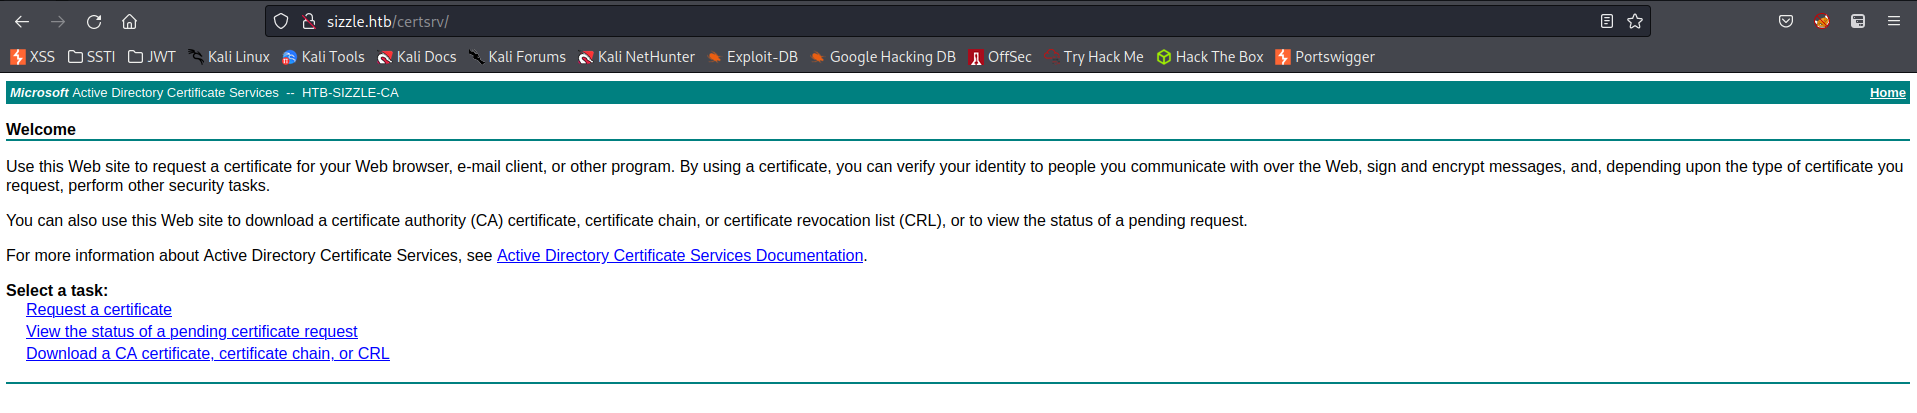 sizzle.htb/certsrv/
XSS SSTI JWT Kali Linux Kali Tools Kali Docs Kali Forums Kali NetHunter Exploit-DB Google Hacking DB OffSec Try Hack Me Hack The Box Portswigger
Microsoft Active Directory Certificate Services -- HTB-SIZZLE-CA Home
Welcome
Use this Web site to request a certificate for your Web browser, e-mail client, or other program. By using a certificate, you can verify your identity to people you communicate with over the Web, sign and encrypt messages, and, depending upon the type of certificate you
request, perform other security tasks.
You can also use this Web site to download a certificate authority (CA) certificate, certificate chain, or certificate revocation list (CRL), or to view the status of a pending request.
For more information about Active Directory Certificate Services, see Active Directory Certificate Services Documentation.
Select a task:
Request a certificate
View the status of a pending certificate request
Download a CA certificate, certificate chain, or CRL